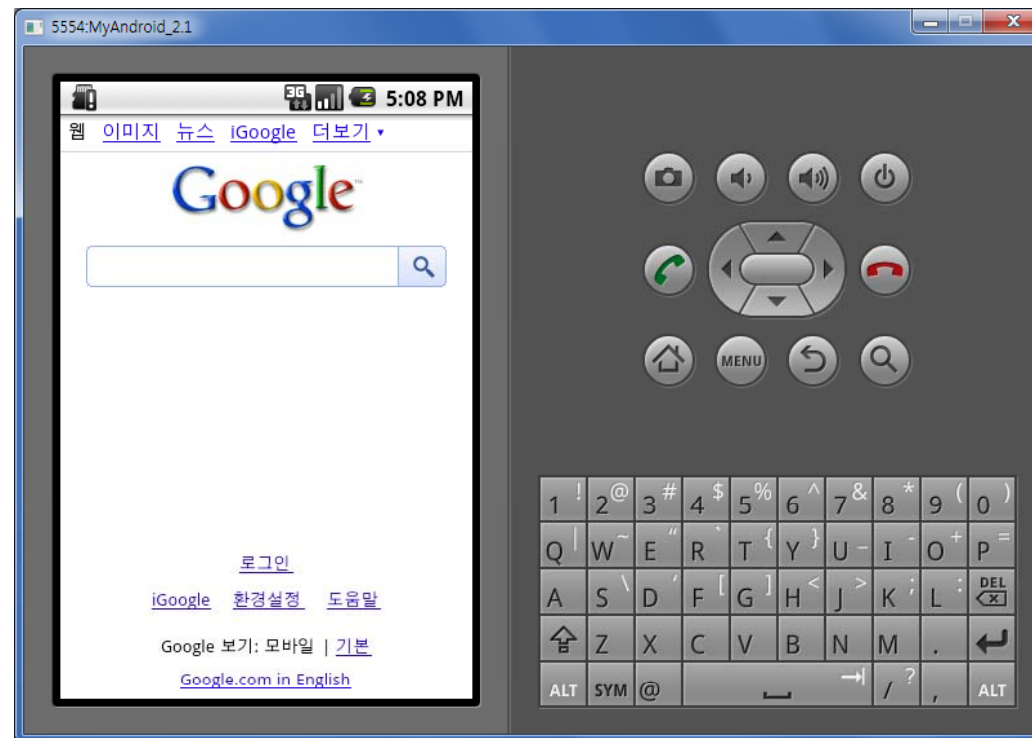 5554:MyAndroid_2.1
3G 5:08 PM
웹 이미지 뉴스 iGoogle 더보기 ▾
Google™
MENU
로그인
iGoogle 환경설정 도움말
Google 보기: 모바일 | 기본
Google.com in English
1 ! 2 @ 3 # 4 $ 5 % 6 ^ 7 & 8 * 9 ( 0 )
Q | W ~ E " R ` T { Y } U - I - O + P =
A S \ D ' F [ G ] H < J > K ; L : DEL
Z X C V B N M .
ALT SYM @ / ? , ALT